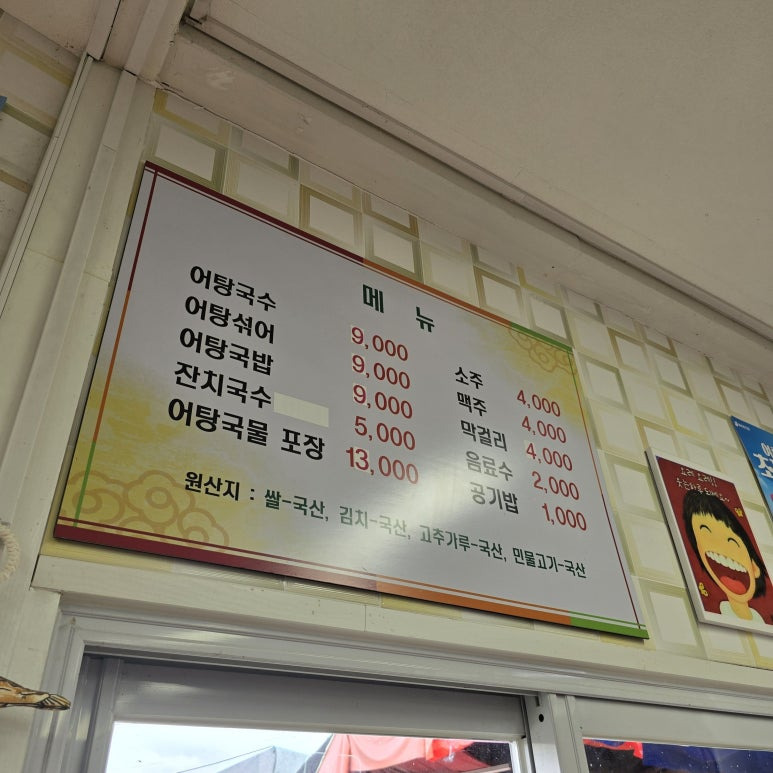 메 뉴
어탕국수 9,000
어탕섞어 9,000
어탕국밥 9,000
잔치국수 5,000
어탕국물 포장 13,000
소주 4,000
맥주 4,000
막걸리 4,000
음료수 2,000
공기밥 1,000
원산지 : 쌀-국산, 김치-국산, 고추가루-국산, 민물고기-국산